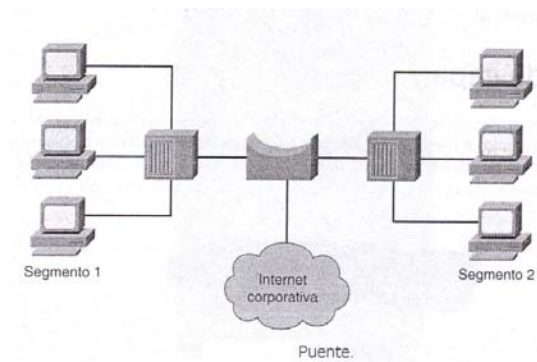 Segmento 1
Segmento 2
Internet
corporativa
Puente.